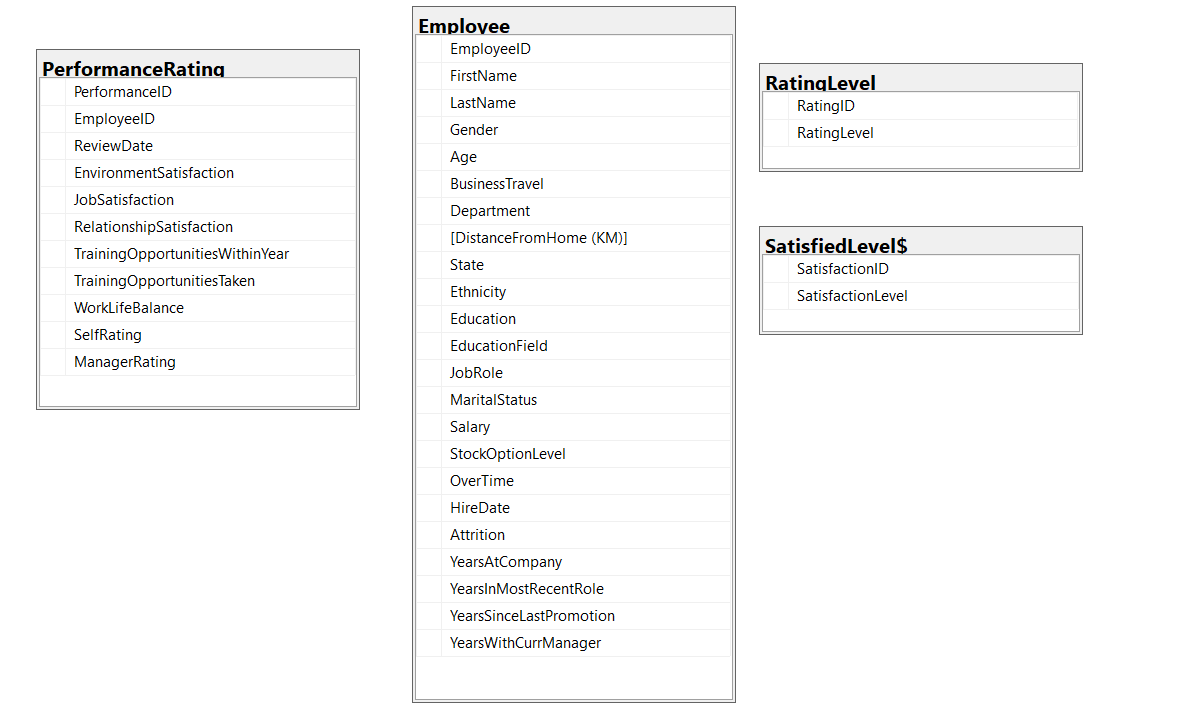 PerformanceRating
PerformanceID
EmployeeID
ReviewDate
EnvironmentSatisfaction
JobSatisfaction
RelationshipSatisfaction
TrainingOpportunitiesWithinYear
TrainingOpportunitiesTaken
WorkLifeBalance
SelfRating
ManagerRating
Employee
EmployeeID
FirstName
LastName
Gender
Age
BusinessTravel
Department
[DistanceFromHome (KM)]
State
Ethnicity
Education
EducationField
JobRole
MaritalStatus
Salary
StockOptionLevel
OverTime
HireDate
Attrition
YearsAtCompany
YearsInMostRecentRole
YearsSinceLastPromotion
YearsWithCurrManager
RatingLevel
RatingID
RatingLevel
SatisfiedLevel$
SatisfactionID
SatisfactionLevel